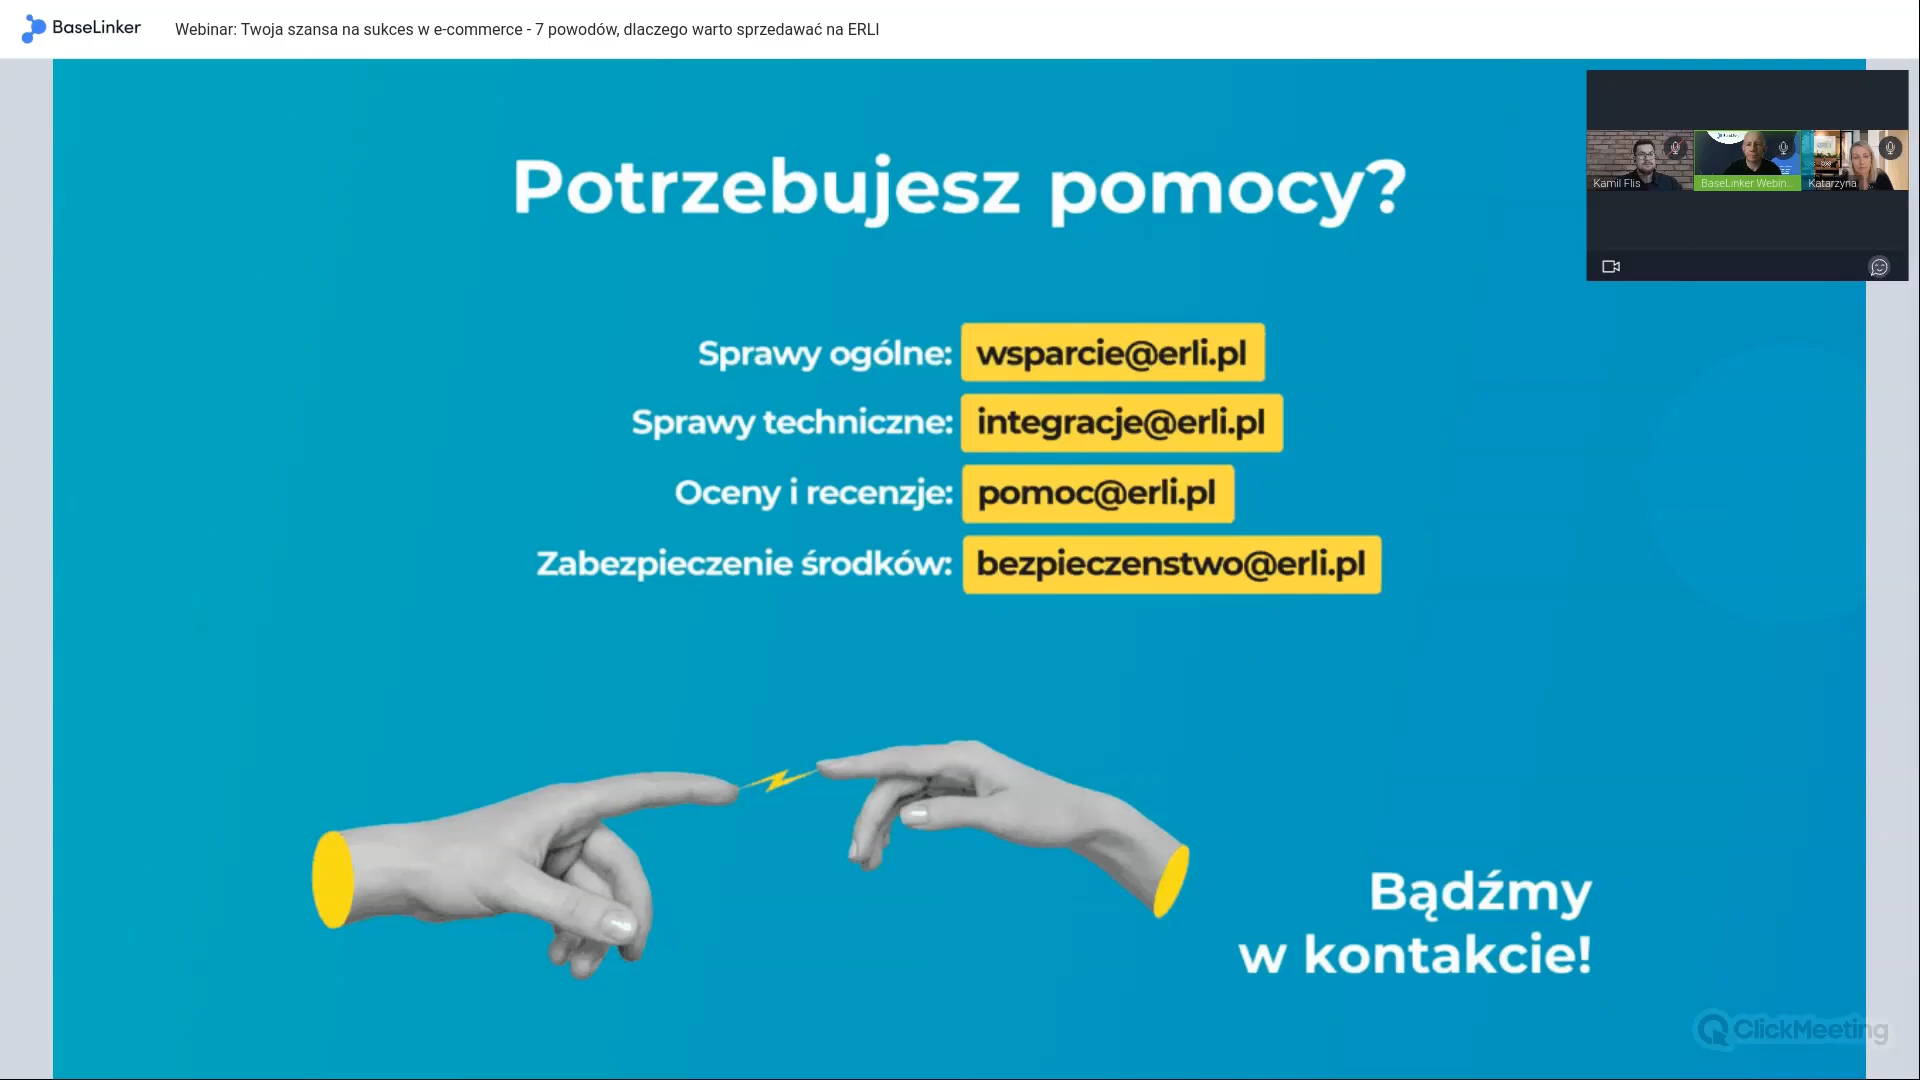 BaseLinker
Webinar: Twoja szansa na sukces w e-commerce - 7 powodów, dlaczego warto sprzedawać na ERLI
Potrzebujesz pomocy?
Kamil Flis
BaseLinker Webin...
Katarzyna
Sprawy ogólne: wsparcie@erli.pl
Sprawy techniczne: integracje@erli.pl
Oceny i recenzje: pomoc@erli.pl
Zabezpieczenie środków: bezpieczenstwo@erli.pl
Bądźmy
w kontakcie!
ClickMeeting